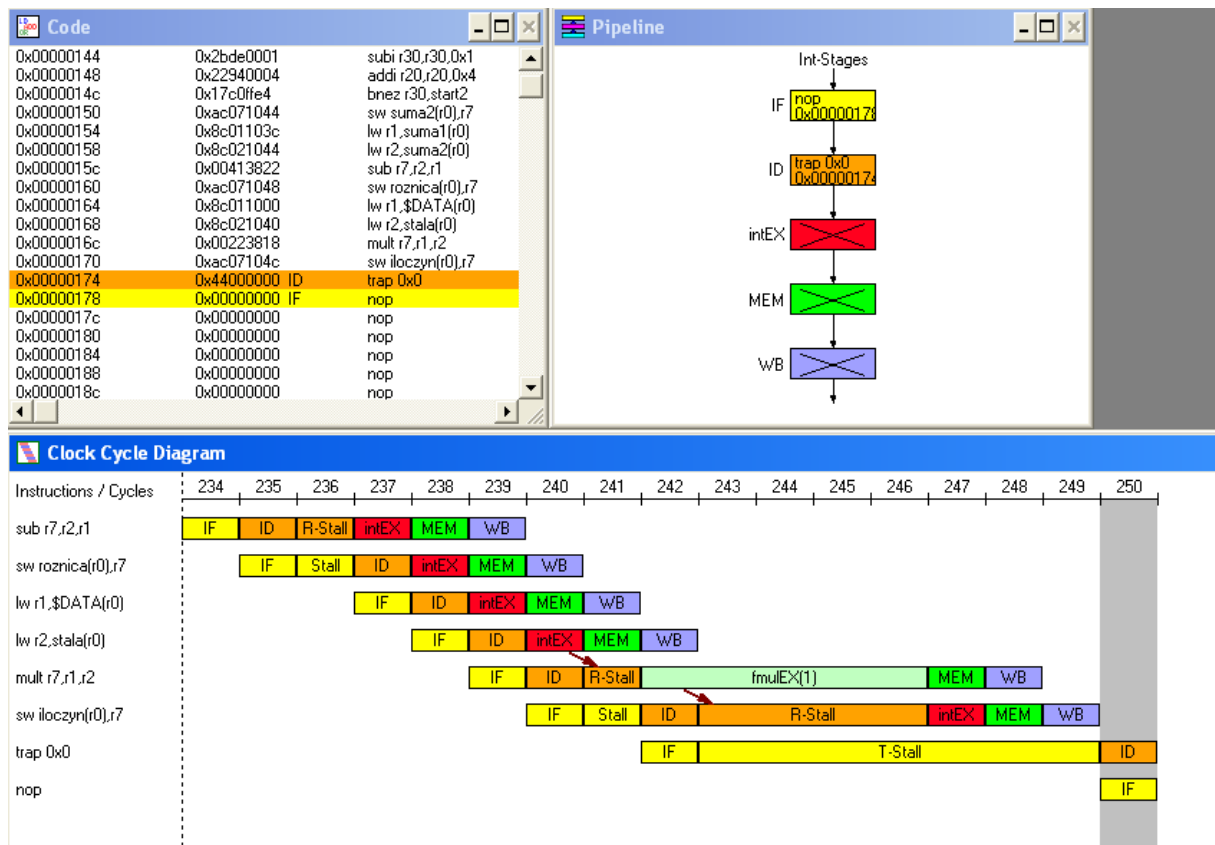 Code
0x00000144 0x2bde0001 subi r30,r30,0x1
0x00000148 0x22940004 addi r20,r20,0x4
0x0000014c 0x17c0ffe4 bnez r30,start2
0x00000150 0xac071044 sw suma2(r0),r7
0x00000154 0x8c01103c lw r1,suma1(r0)
0x00000158 0x8c021044 lw r2,suma2(r0)
0x0000015c 0x00413822 sub r7,r2,r1
0x00000160 0xac071048 sw roznica(r0),r7
0x00000164 0x8c011000 lw r1,$DATA(r0)
0x00000168 0x8c021040 lw r2,stala(r0)
0x0000016c 0x00223818 mult r7,r1,r2
0x00000170 0xac07104c sw iloczyn(r0),r7
0x00000174 0x44000000 ID trap 0x0
0x00000178 0x00000000 IF nop
0x0000017c 0x00000000 nop
0x00000180 0x00000000 nop
0x00000184 0x00000000 nop
0x00000188 0x00000000 nop
0x0000018c 0x00000000 nop
Pipeline
Int-Stages
IF nop
0x00000178
ID trap 0x0
0x00000174
intEX
MEM
WB
Clock Cycle Diagram
Instructions / Cycles 234 235 236 237 238 239 240 241 242 243 244 245 246 247 248 249 250
sub r7,r2,r1 IF ID R-Stall intEX MEM WB
sw roznica(r0),r7 IF Stall ID intEX MEM WB
lw r1,$DATA(r0) IF ID intEX MEM WB
lw r2,stala(r0) IF ID intEX MEM WB
mult r7,r1,r2 IF ID R-Stall fmulEX(1) MEM WB
sw iloczyn(r0),r7 IF Stall ID R-Stall intEX MEM WB
trap 0x0 IF T-Stall ID
nop IF